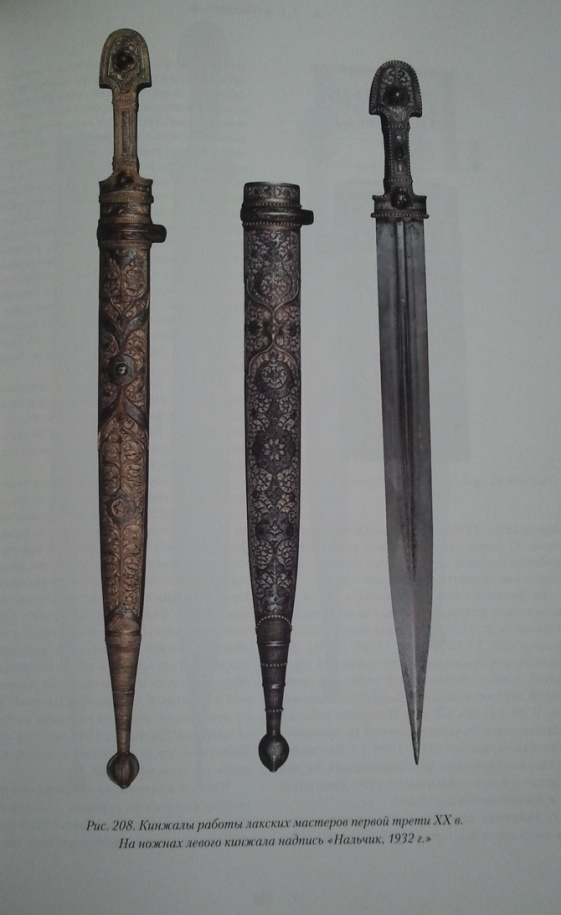 Рис. 208. Кинжалы работы лакских мастеров первой трети XX в.
На ножнах левого кинжала надпись «Нальчик, 1932 г.»